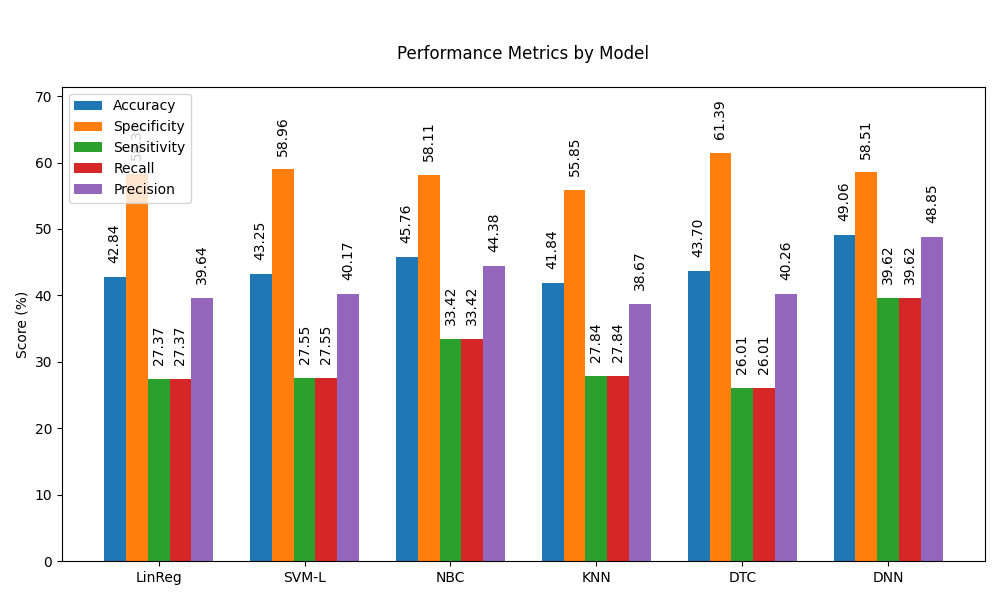 Performance Metrics by Model
Score (%)
70
60
50
40
30
20
10
0
Accuracy
Specificity
Sensitivity
Recall
Precision
42.84
27.37
27.37
39.64
43.25
58.96
27.55
27.55
40.17
45.76
58.11
33.42
33.42
44.38
41.84
55.85
27.84
27.84
38.67
43.70
61.39
26.01
26.01
40.26
49.06
58.51
39.62
39.62
48.85
LinReg
SVM-L
NBC
KNN
DTC
DNN